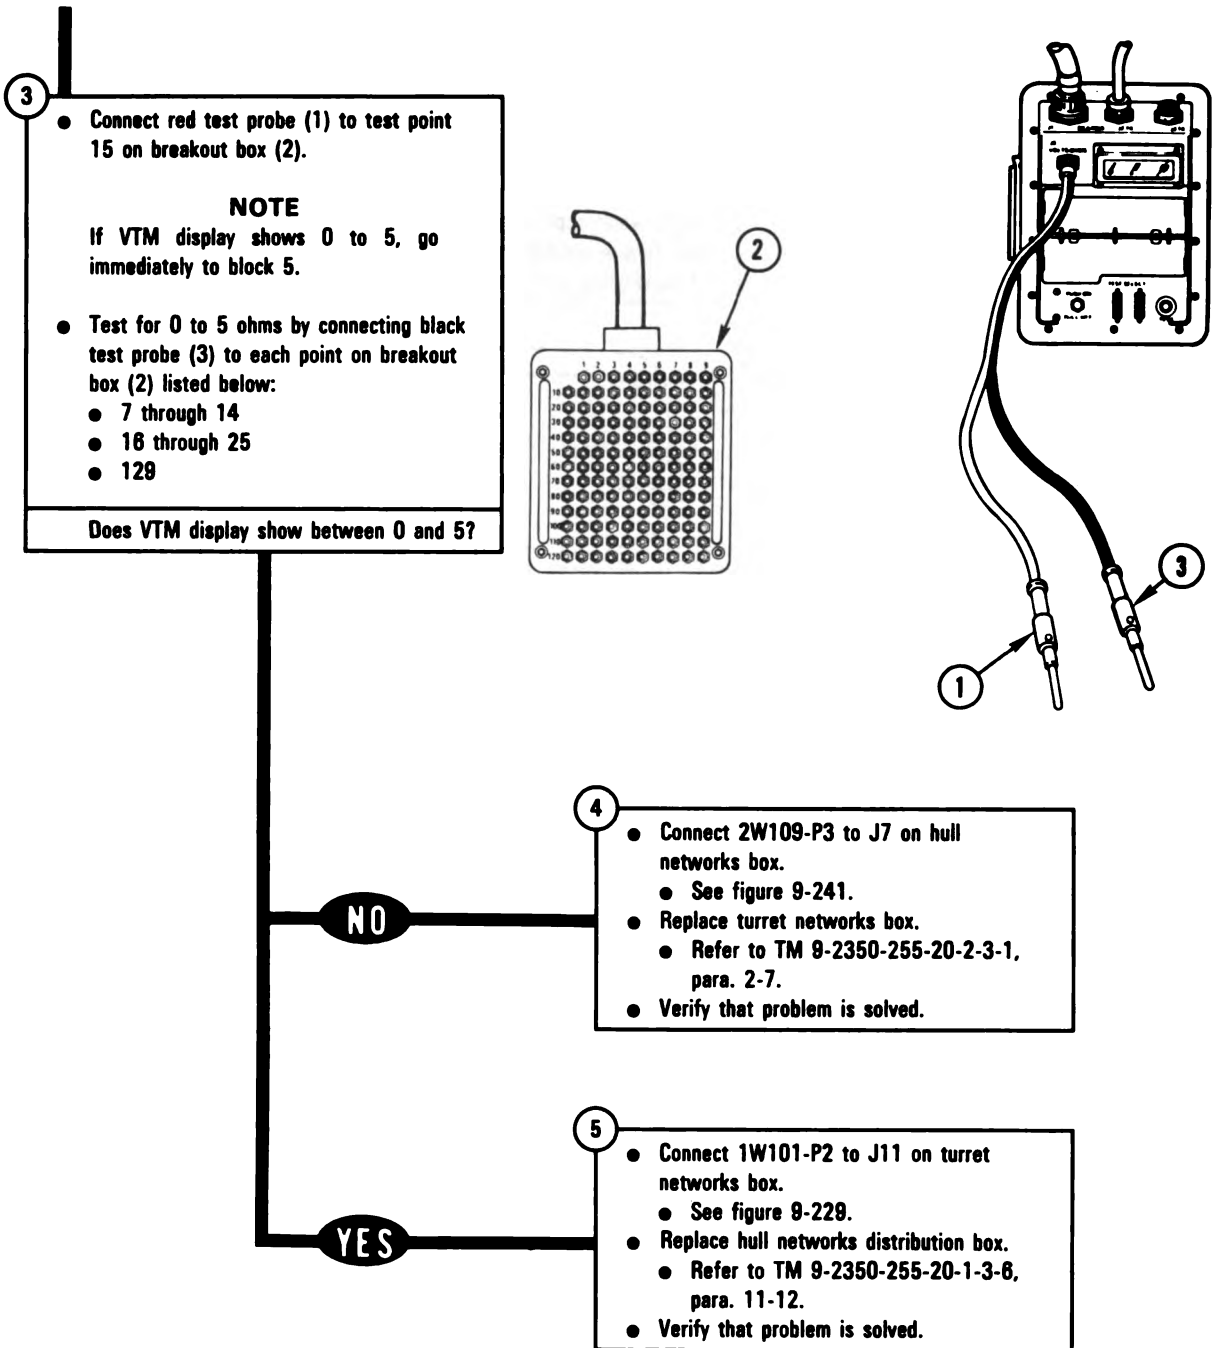 3
● Connect red test probe (1) to test point
15 on breakout box (2).
NOTE
If VTM display shows 0 to 5, go
immediately to block 5.
● Test for 0 to 5 ohms by connecting black
test probe (3) to each point on breakout
box (2) listed below:
● 7 through 14
● 16 through 25
● 129
Does VTM display show between 0 and 5?
2
1 2 3 4 5 6 7 8 9
10
20
30
40
50
60
70
80
90
100
110
120
3
1
4
● Connect 2W109-P3 to J7 on hull
networks box.
● See figure 9-241.
● Replace turret networks box.
● Refer to TM 9-2350-255-20-2-3-1,
para. 2-7.
● Verify that problem is solved.
NO
5
● Connect 1W101-P2 to J11 on turret
networks box.
● See figure 9-229.
● Replace hull networks distribution box.
● Refer to TM 9-2350-255-20-1-3-6,
para. 11-12.
● Verify that problem is solved.
YES